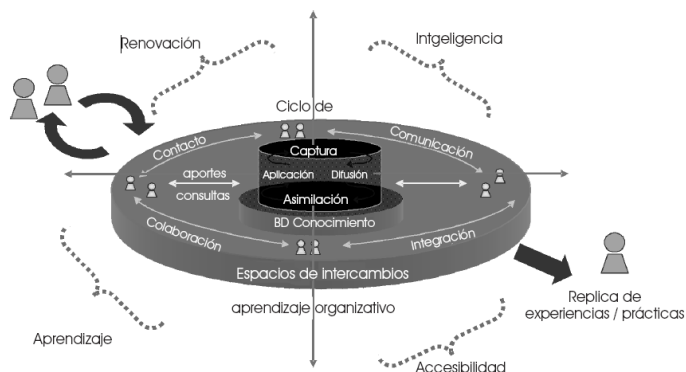 Renovación
Intgeligencia
Ciclo de
Contacto
Comunicación
Captura
Aplicación
Difusión
aportes
consultas
Asimilación
BD Conocimiento
Colaboración
Integración
Espacios de intercambios
aprendizaje organizativo
Replica de
experiencias / prácticas
Aprendizaje
Accesibilidad